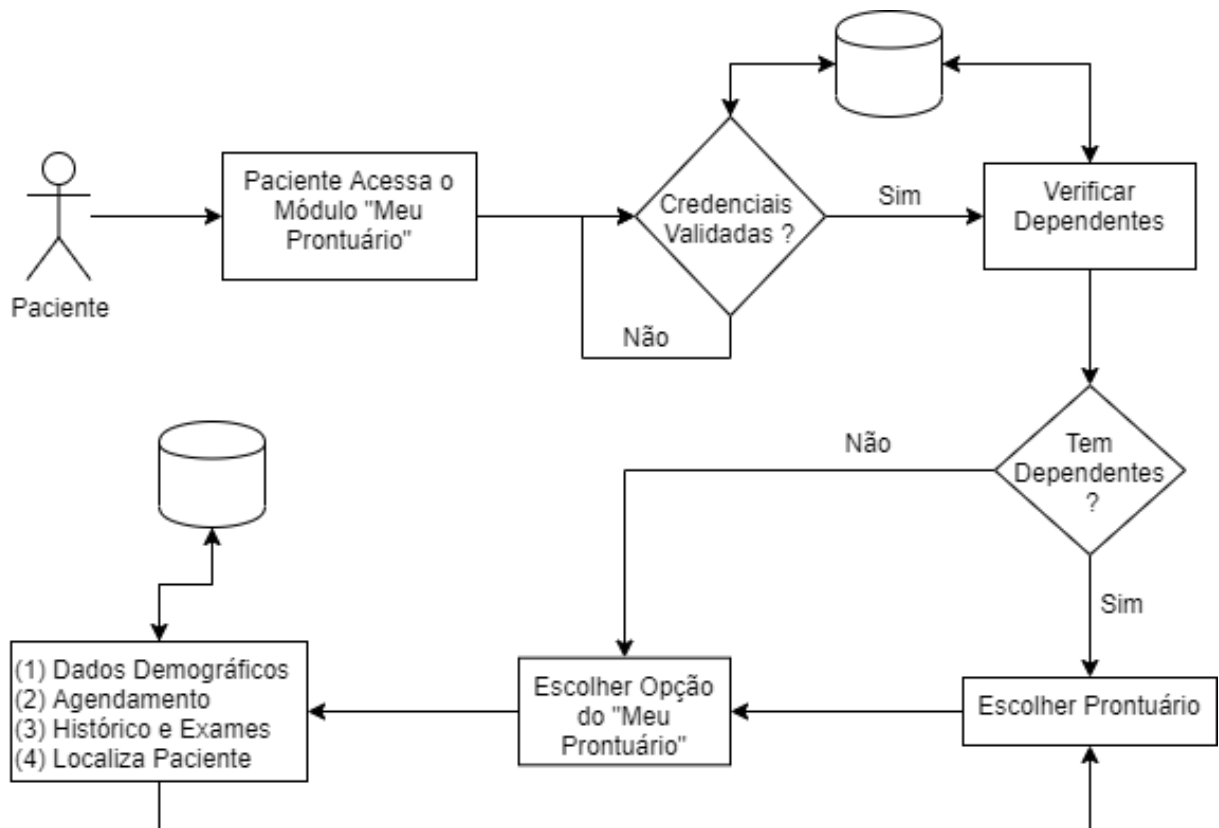 Paciente Acessa o
Módulo "Meu
Prontuário"
Credenciais
Validadas ?
Sim
Verificar
Dependentes
Paciente
Não
Tem
Dependentes
?
Não
Sim
(1) Dados Demográficos
(2) Agendamento
(3) Histórico e Exames
(4) Localiza Paciente
Escolher Opção
do "Meu
Prontuário"
Escolher Prontuário